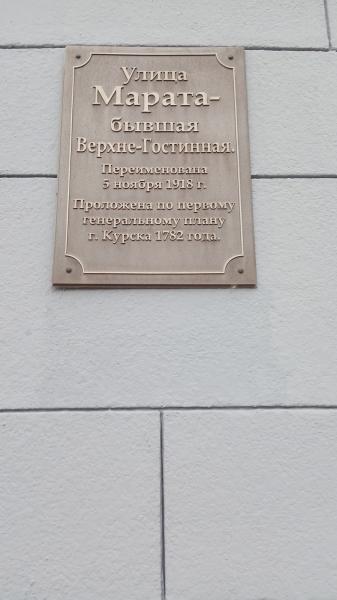 Улица
Марата-
бывшая
Верхне-Гостинная.
Переименована
5 ноября 1918 г.
Проложена по первому
генеральному плану
г. Курска 1782 года.